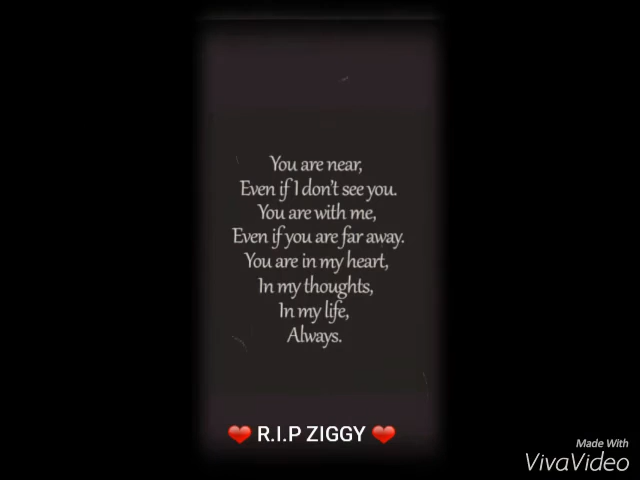 You are near,
Even if I don't see you.
You are with me,
Even if you are far away.
You are in my heart,
In my thoughts,
In my life,
Always.
❤ R.I.P ZIGGY ❤
Made With
VivaVideo